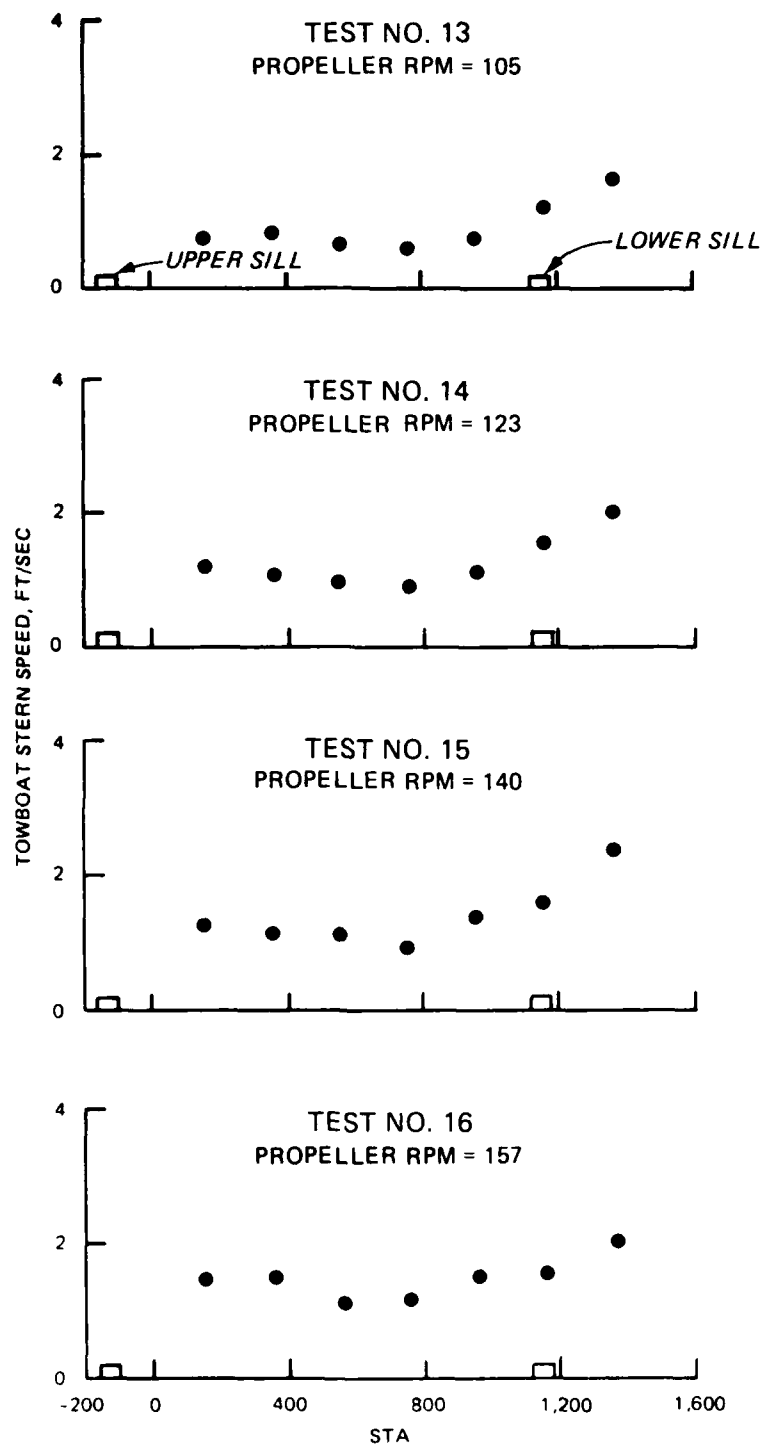 4
TEST NO. 13
PROPELLER RPM = 105
2
UPPER SILL
LOWER SILL
0
4
TEST NO. 14
PROPELLER RPM = 123
2
0
TOWBOAT STERN SPEED, FT/SEC
4
TEST NO. 15
PROPELLER RPM = 140
2
0
4
TEST NO. 16
PROPELLER RPM = 157
2
0
-200 0 400 800 1,200 1,600
STA